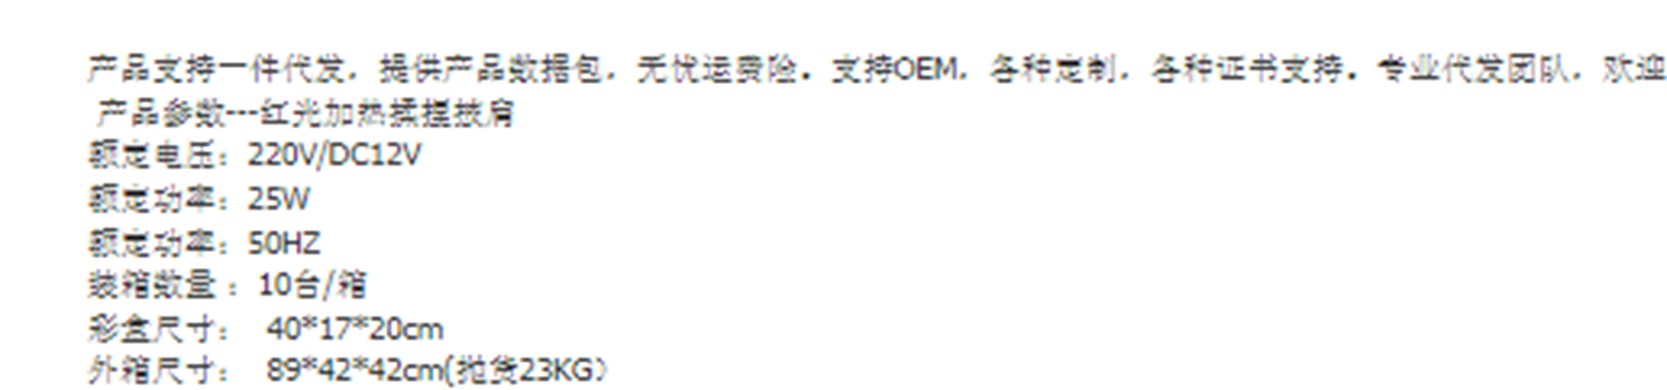 产品支持一件代发，提供产品数据包，无忧运费险。支持OEM，各种定制，各种证书支持。专业代发团队，欢迎
产品参数---红光加热揉捏披肩
额定电压：220V/DC12V
额定功率：25W
额定功率：50HZ
装箱数量 ：10台/箱
彩盒尺寸： 40*17*20cm
外箱尺寸： 89*42*42cm(抛货23KG）